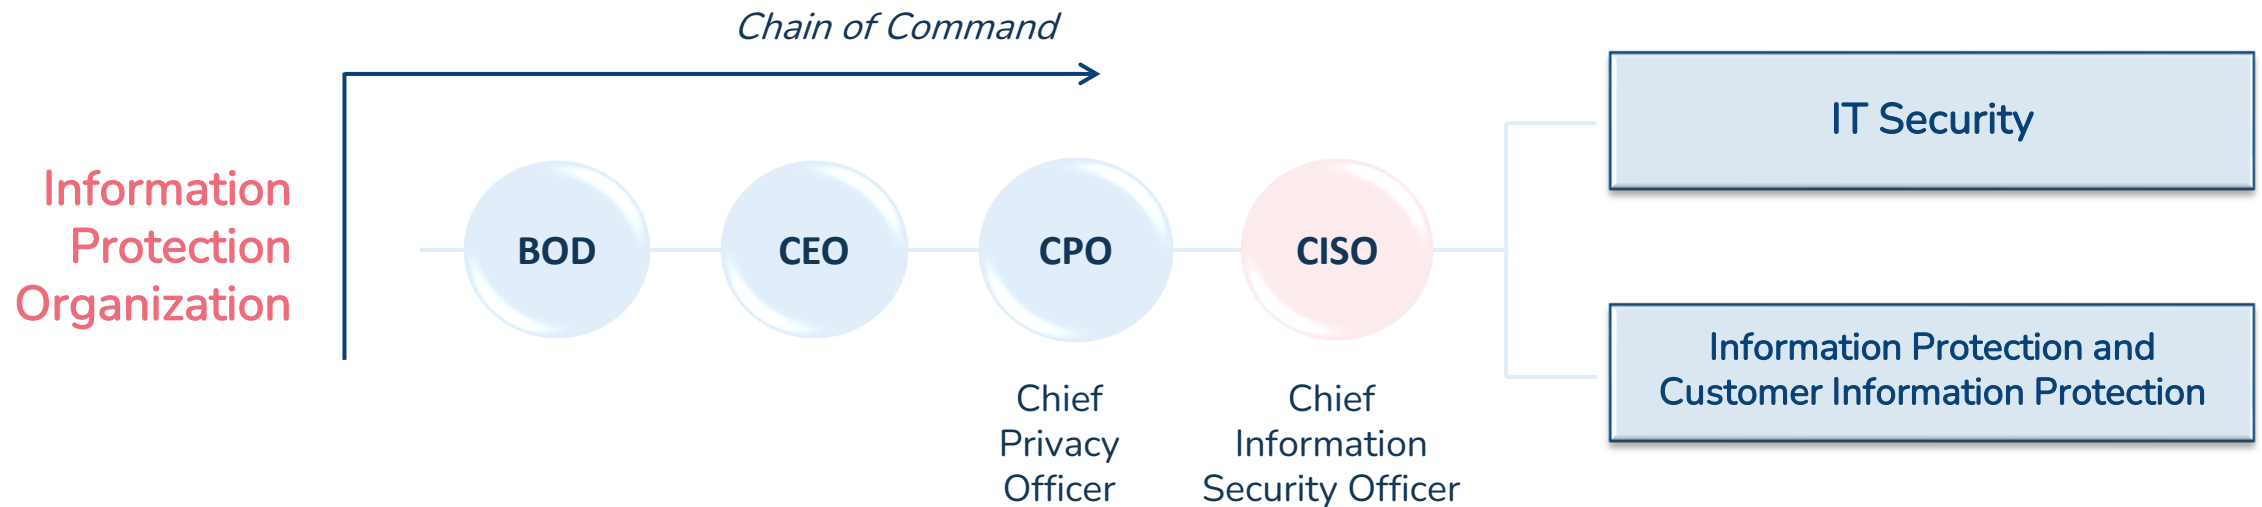 Chain of Command
Information
Protection
Organization
BOD
CEO
CPO
CISO
Chief
Privacy
Officer
Chief
Information
Security Officer
IT Security
Information Protection and
Customer Information Protection